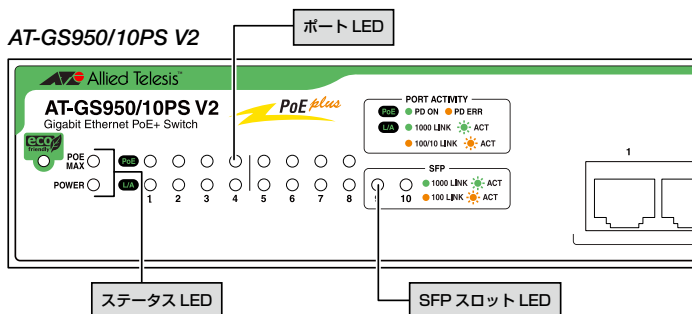 ポート LED
AT-GS950/10PS V2
Allied Telesis™
AT-GS950/10PS V2
Gigabit Ethernet PoE+ Switch
PoE plus
PORT ACTIVITY
PoE PD ON PD ERR
L/A 1000 LINK ACT
100/10 LINK ACT
eco
friendly
POE
MAX
PoE
POWER
L/A
1 2 3 4 5 6 7 8
SFP
1000 LINK ACT
100 LINK ACT
9 10
1
ステータス LED
SFP スロット LED